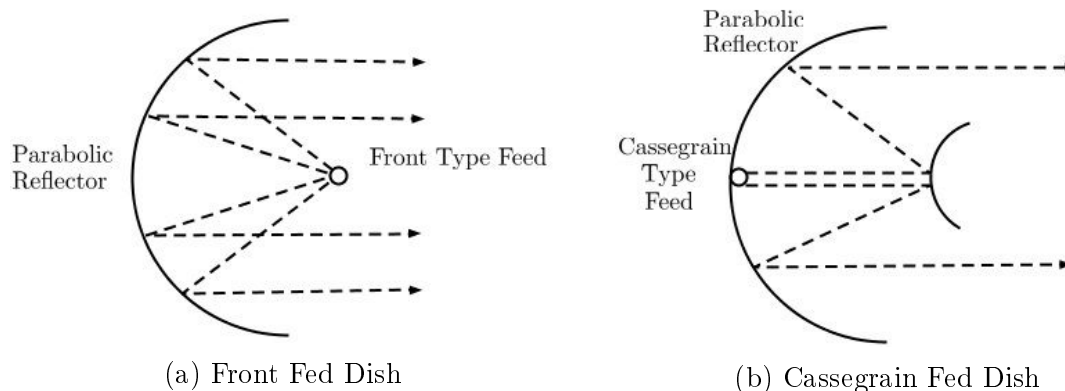 Parabolic
Reflector
Front Type Feed
(a) Front Fed Dish
Parabolic
Reflector
Cassegrain
Type
Feed
(b) Cassegrain Fed Dish